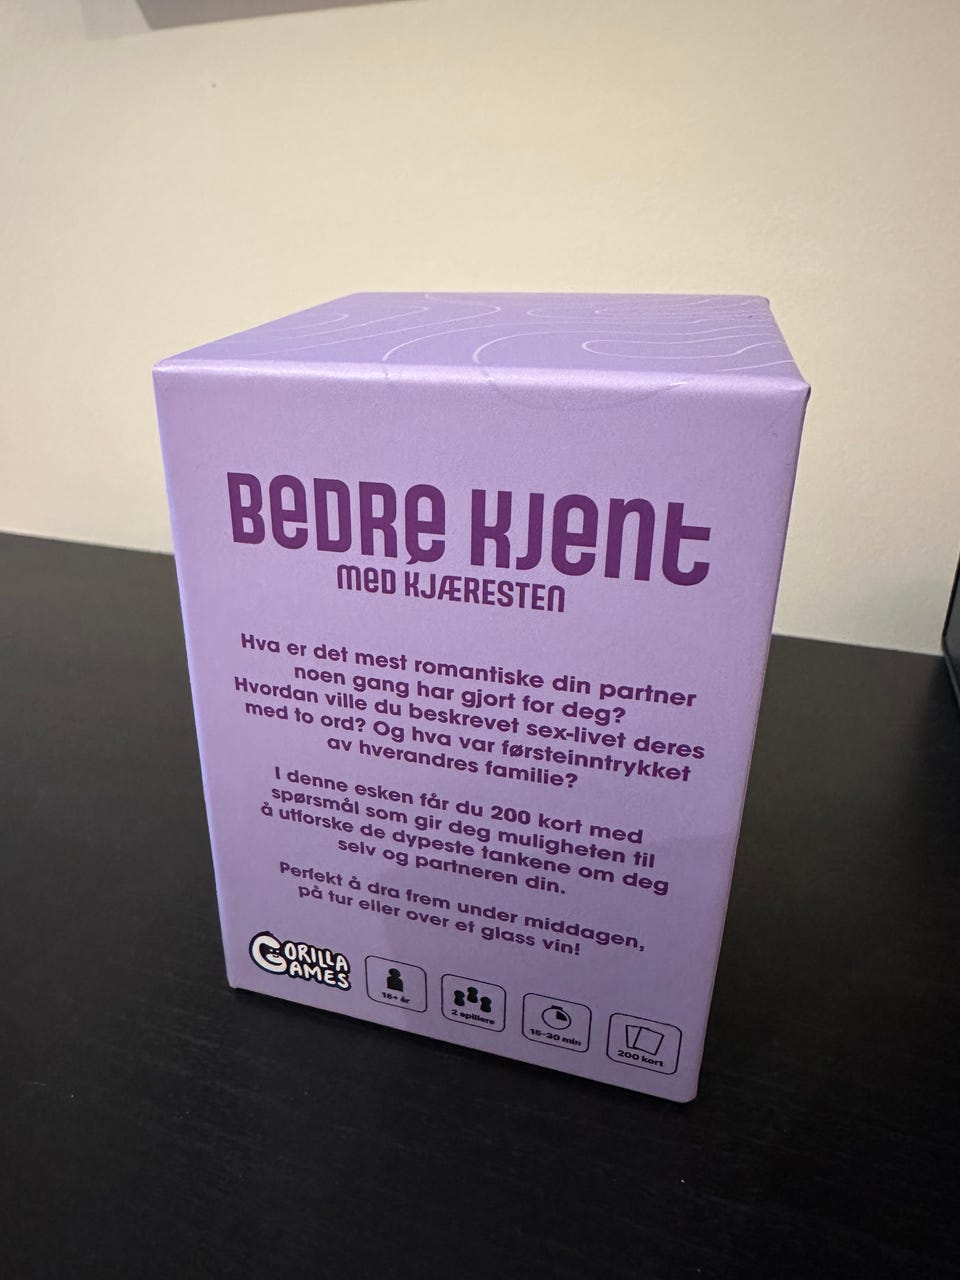 BEDRE KJENT
MED KJÆRESTEN
Hva er det mest romantiske din partner
noen gang har gjort for deg?
Hvordan ville du beskrevet sex-livet deres
med to ord? Og hva var førsteinntrykket
av hverandres familie?
I denne esken får du 200 kort med
spørsmål som gir deg muligheten til
å utforske de dypeste tankene om deg
selv og partneren din.
Perfekt å dra frem under middagen,
på tur eller over et glass vin!
GORILLA
GAMES
16+ år
2 spillere
15-30 min
200 kort